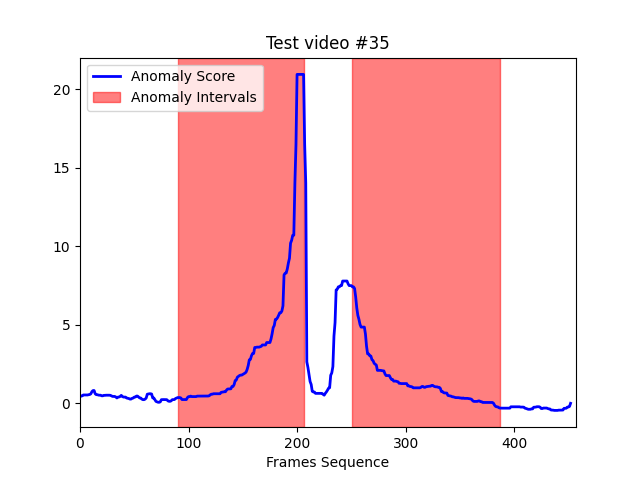 Test video #35
Anomaly Score
Anomaly Intervals
20
15
10
5
0
0 100 200 300 400
Frames Sequence